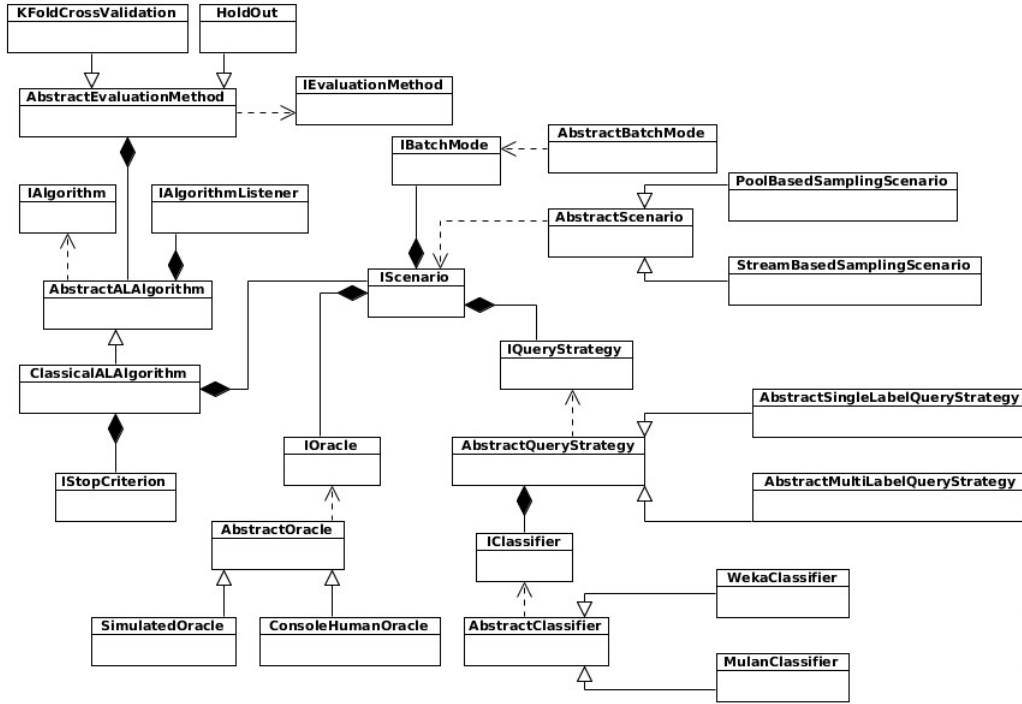 KFoldCrossValidation
HoldOut
AbstractEvaluationMethod
IEvaluationMethod
IBatchMode
AbstractBatchMode
IAlgorithm
IAlgorithmListener
PoolBasedSamplingScenario
AbstractScenario
StreamBasedSamplingScenario
AbstractALAlgorithm
IScenario
ClassicalALAlgorithm
IQueryStrategy
AbstractSingleLabelQueryStrategy
IOracle
AbstractQueryStrategy
IStopCriterion
AbstractMultiLabelQueryStrategy
AbstractOracle
IClassifier
WekaClassifier
SimulatedOracle
ConsoleHumanOracle
AbstractClassifier
MulanClassifier